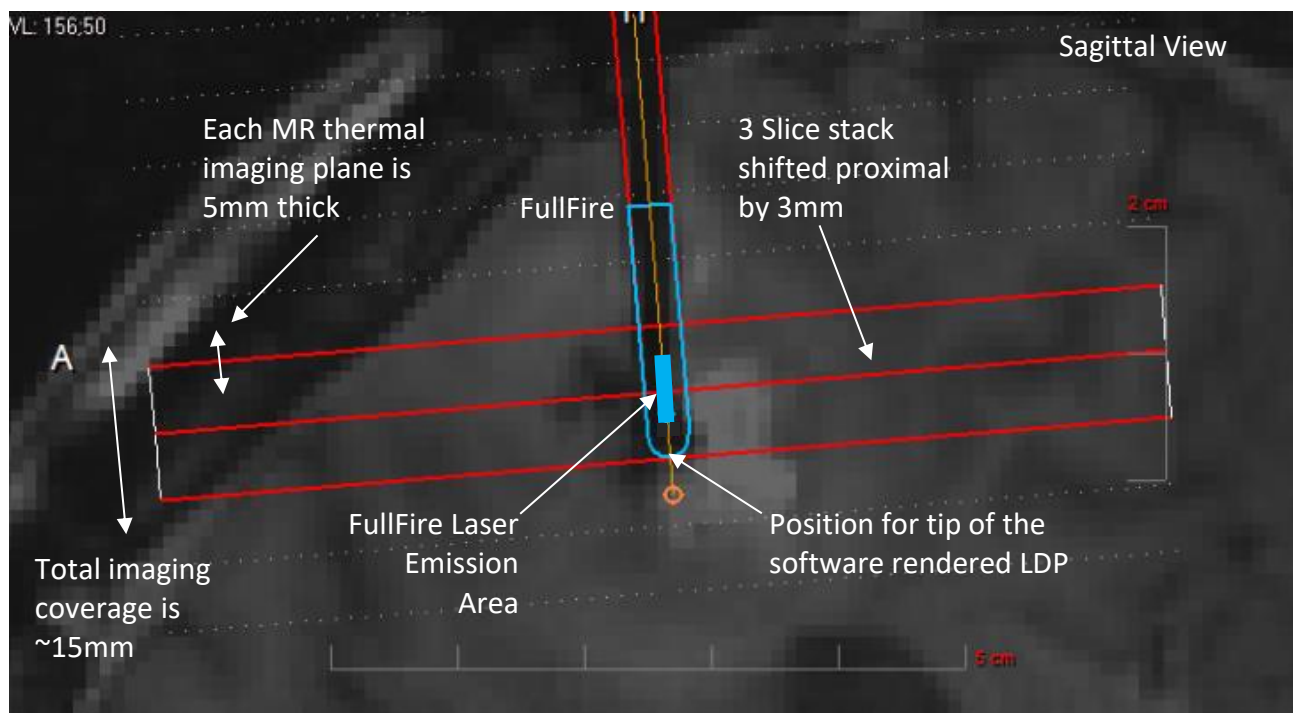 VL: 156;50
Sagittal View
Each MR thermal
imaging plane is
5mm thick
3 Slice stack
shifted proximal
by 3mm
FullFire
2 cm
A
FullFire Laser
Emission
Area
Position for tip of the
software rendered LDP
Total imaging
coverage is
~15mm
5 cm